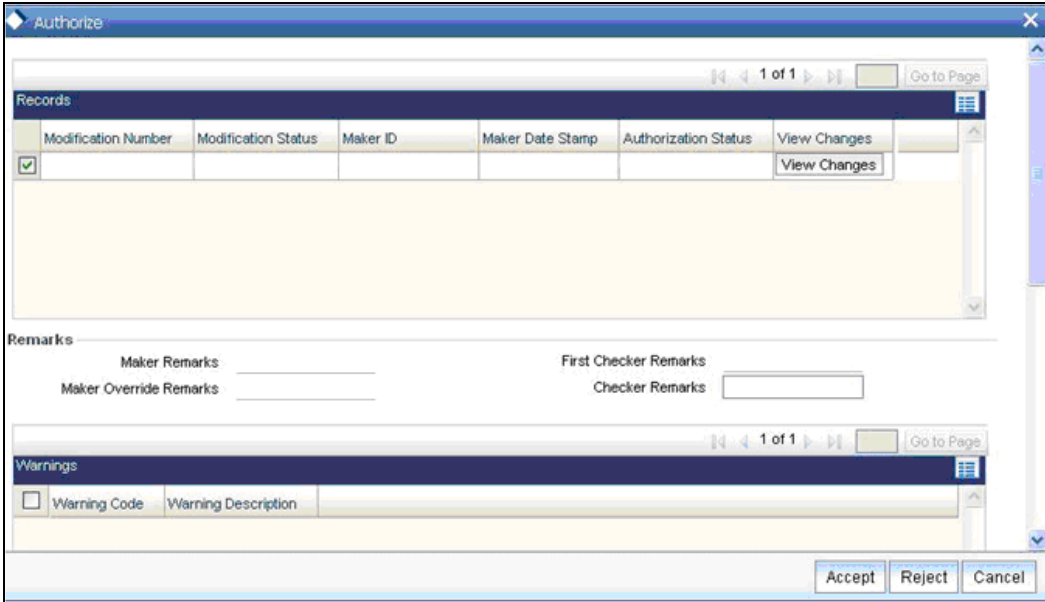 Authorize
1 of 1 Go to Page
Records
Modification Number Modification Status Maker ID Maker Date Stamp Authorization Status View Changes
View Changes
Remarks
Maker Remarks First Checker Remarks
Maker Override Remarks Checker Remarks
1 of 1 Go to Page
Warnings
Warning Code Warning Description
Accept Reject Cancel